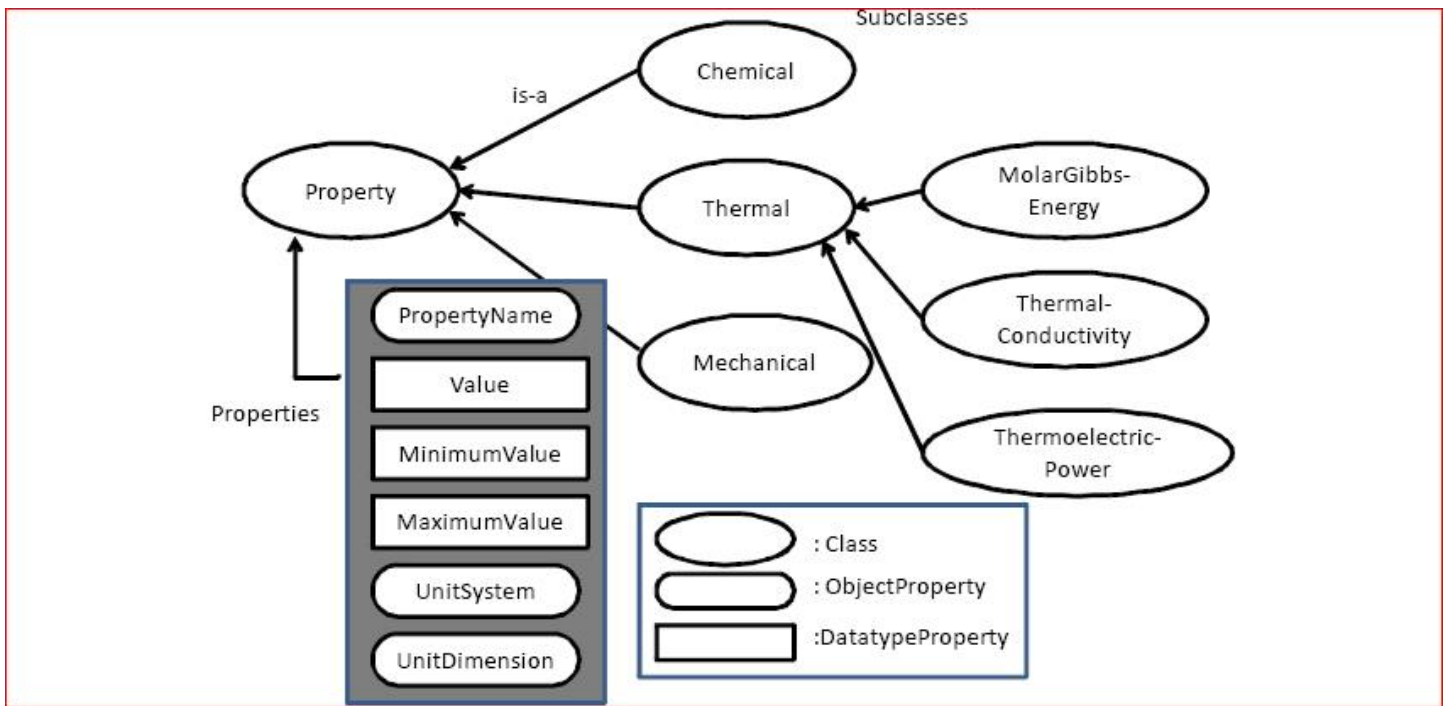 Subclasses
Chemical
is-a
Property
Thermal
MolarGibbs-
Energy
Thermal-
Conductivity
Mechanical
Thermoelectric-
Power
Properties
PropertyName
Value
MinimumValue
MaximumValue
UnitSystem
UnitDimension
: Class
: ObjectProperty
:DatatypeProperty